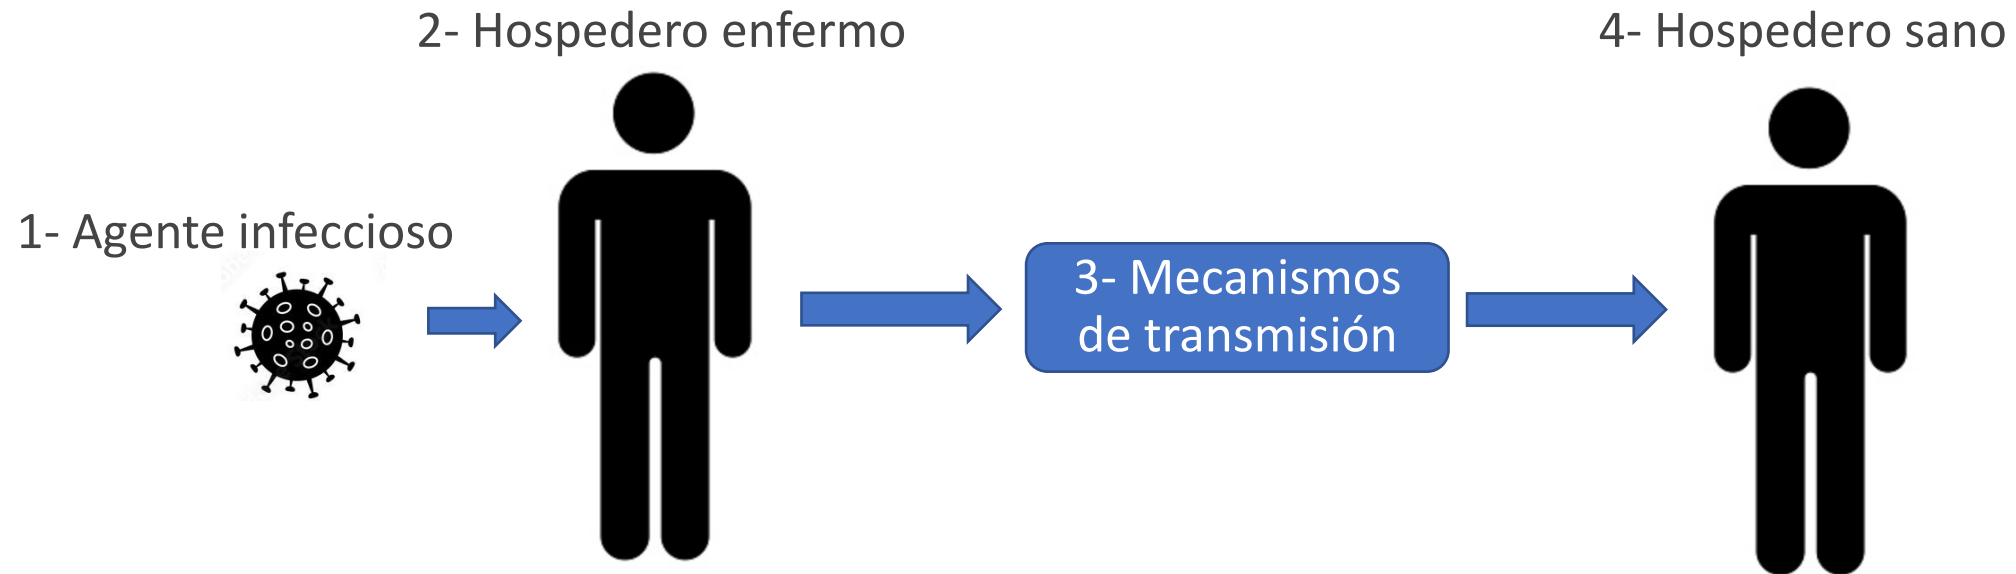 2- Hospedero enfermo
4- Hospedero sano
1- Agente infeccioso
3- Mecanismos
de transmisión